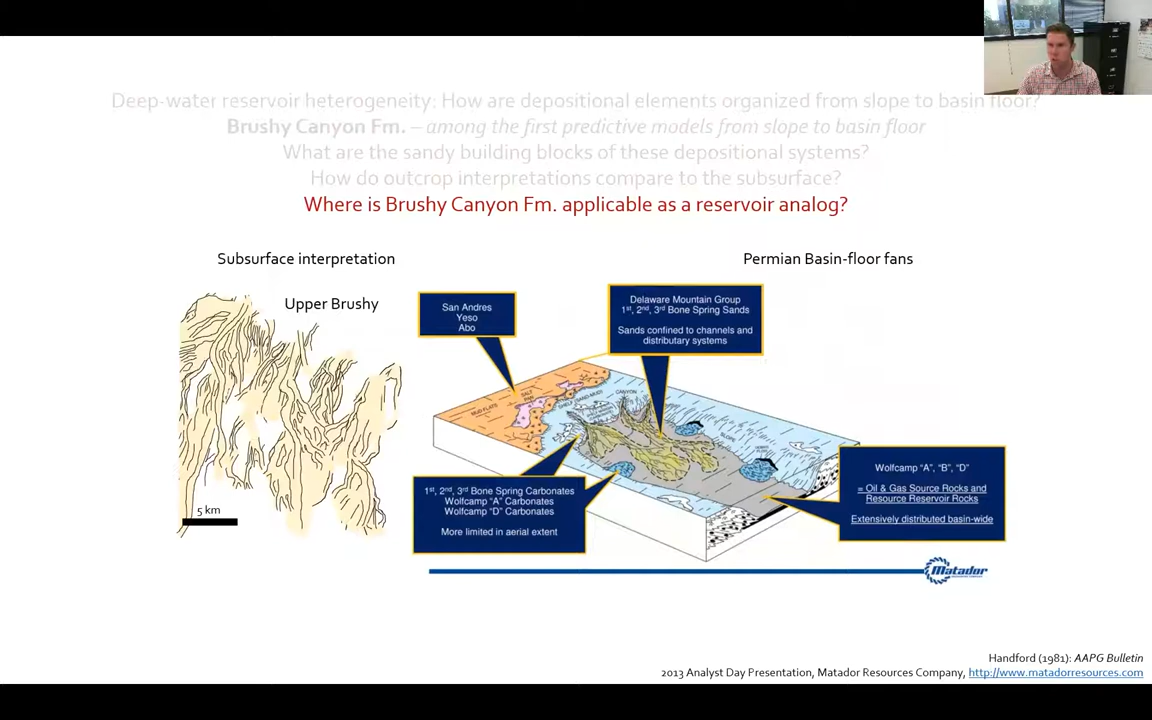 Deep-water reservoir heterogeneity: How are depositional elements organized from slope to basin floor?
Brushy Canyon Fm. – among the first predictive models from slope to basin floor
What are the sandy building blocks of these depositional systems?
How do outcrop interpretations compare to the subsurface?
Where is Brushy Canyon Fm. applicable as a reservoir analog?
Subsurface interpretation
Permian Basin-floor fans
Upper Brushy
5 km
San Andres
Yeso
Abo
Delaware Mountain Group
1st, 2nd, 3rd Bone Spring Sands
Sands confined to channels and
distributary systems
MUD FLATS
SALT
PAN
CANYON
SLOPE
1st, 2nd, 3rd Bone Spring Carbonates
Wolfcamp "A" Carbonates
Wolfcamp "D" Carbonates
More limited in aerial extent
Wolfcamp "A", "B", "D"
= Oil & Gas Source Rocks and
Resource Reservoir Rocks
Extensively distributed basin-wide
Matador
Handford (1981): AAPG Bulletin
2013 Analyst Day Presentation, Matador Resources Company, http://www.matadorresources.com